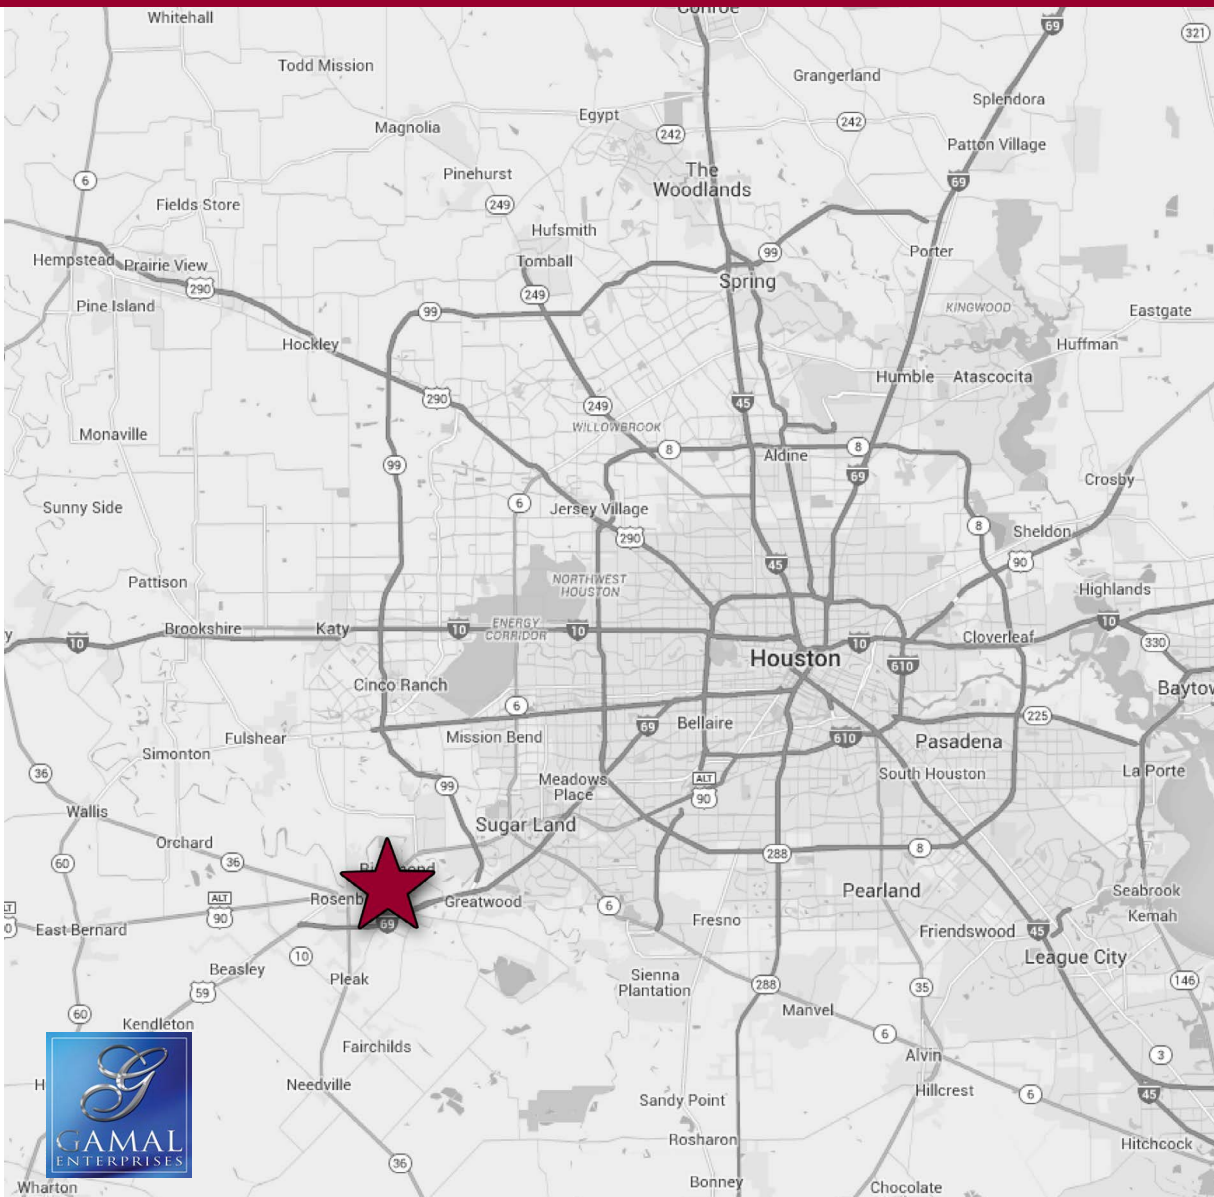 Conroe
Whitehall
69
321
Todd Mission
Grangerland
Splendora
Egypt
242
242
Magnolia
Patton Village
The
Woodlands
Pinehurst
6
69
249
Fields Store
Hufsmith
99
Porter
Hempstead
Prairie View
Tomball
Spring
290
249
KINGWOOD
Pine Island
99
Eastgate
Hockley
Huffman
Humble
Atascocita
290
45
249
WILLOWBROOK
Monaville
8
8
Aldine
99
69
Crosby
6
Sunny Side
Jersey Village
8
Sheldon
290
90
45
Pattison
NORTHWEST
HOUSTON
Highlands
Brookshire
Katy
10
ENERGY
CORRIDOR
10
10
10
10
Cloverleaf
330
Houston
610
Cinco Ranch
6
225
69
Bellaire
Fulshear
Mission Bend
610
Pasadena
Simonton
36
Meadows
Place
ALT
90
South Houston
La Porte
99
Wallis
Sugar Land
Orchard
36
60
288
8
Pearland
Seabrook
ALT
90
Greatwood
6
Fresno
Kemah
69
East Bernard
Friendswood
45
League City
10
Beasley
Pleak
Sienna
Plantation
288
35
146
59
Manvel
60
Kendleton
6
Fairchilds
Alvin
3
Needville
Hillcrest
6
45
Sandy Point
GAMAL
ENTERPRISES
Rosharon
Hitchcock
36
Wharton
Bonney
Chocolate